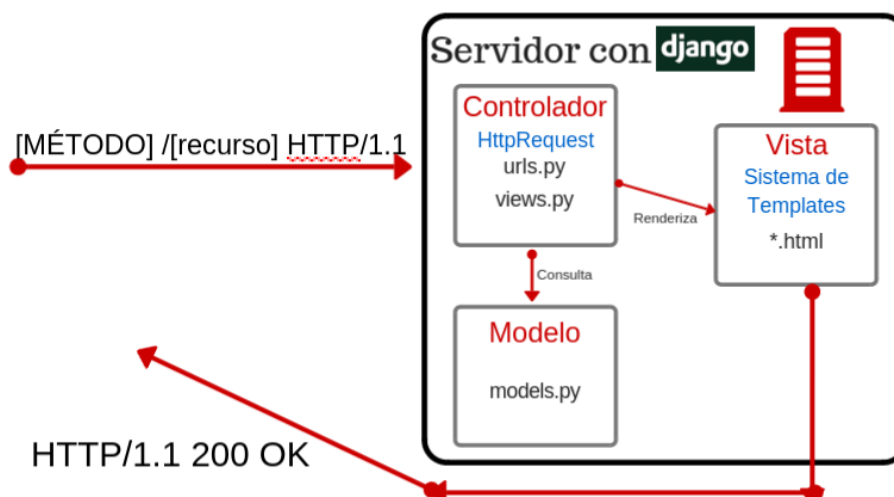 Servidor con django
[MÉTODO] /[recurso] HTTP/1.1
Controlador
HttpRequest
urls.py
views.py
Renderiza
Vista
Sistema de
Templates
*.html
Consulta
Modelo
models.py
HTTP/1.1 200 OK